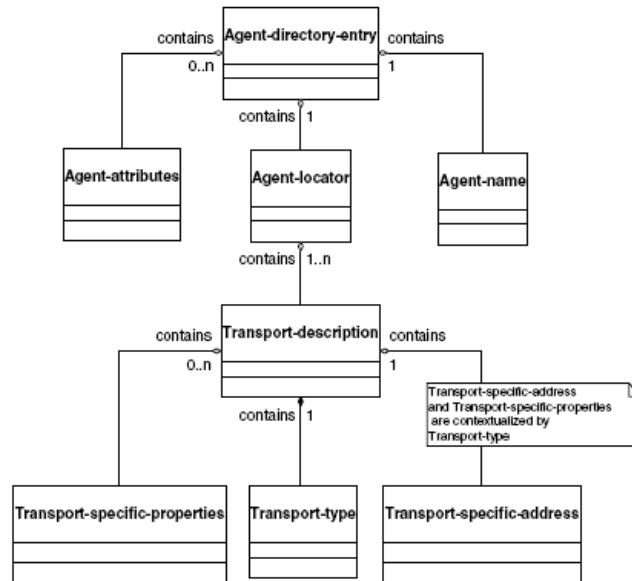 contains
Agent-directory-entry
contains
0..n
1
contains 1
Agent-attributes
Agent-locator
Agent-name
contains 1..n
contains
Transport-description
contains
0..n
1
contains 1
Transport-specific-address
and Transport-specific-properties
are contextualized by
Transport-type
Transport-specific-properties
Transport-type
Transport-specific-address